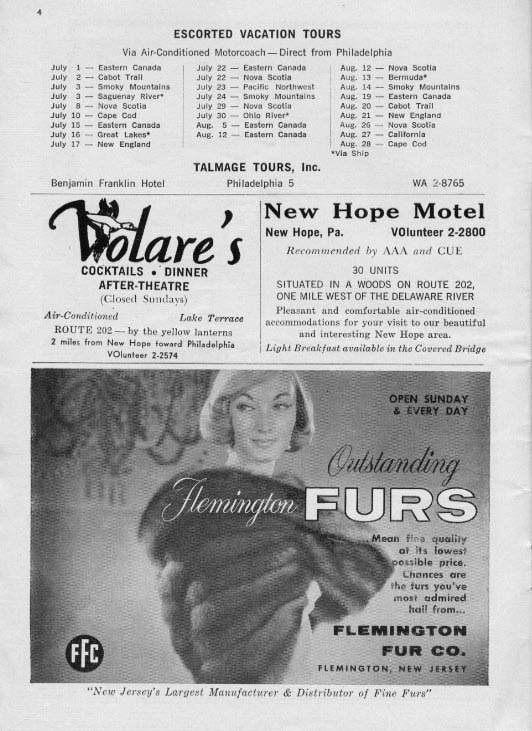 4
ESCORTED VACATION TOURS
Via Air-Conditioned Motorcoach — Direct from Philadelphia
July 1 — Eastern Canada
July 2 — Cabot Trail
July 3 — Smoky Mountains
July 3 — Saguenay River*
July 8 — Nova Scotia
July 10 — Cape Cod
July 15 — Eastern Canada
July 16 — Great Lakes*
July 17 — New England
July 22 — Eastern Canada
July 22 — Nova Scotia
July 23 — Pacific Northwest
July 24 — Smoky Mountains
July 29 — Nova Scotia
July 30 — Ohio River*
Aug. 5 — Eastern Canada
Aug. 12 — Eastern Canada
Aug. 12 — Nova Scotia
Aug. 13 — Bermuda*
Aug. 14 — Smoky Mountains
Aug. 19 — Eastern Canada
Aug. 20 — Cabot Trail
Aug. 21 — New England
Aug. 26 — Nova Scotia
Aug. 27 — California
Aug. 28 — Cape Cod
*Via Ship
TALMAGE TOURS, Inc.
Benjamin Franklin Hotel Philadelphia 5 WA 2-8765
Volare's
COCKTAILS • DINNER
AFTER-THEATRE
(Closed Sundays)
Air-Conditioned Lake Terrace
ROUTE 202 — by the yellow lanterns
2 miles from New Hope toward Philadelphia
VOlunteer 2-2574
New Hope Motel
New Hope, Pa. VOlunteer 2-2800
Recommended by AAA and CUE
30 UNITS
SITUATED IN A WOODS ON ROUTE 202,
ONE MILE WEST OF THE DELAWARE RIVER
Pleasant and comfortable air-conditioned
accommodations for your visit to our beautiful
and interesting New Hope area.
Light Breakfast available in the Covered Bridge
OPEN SUNDAY
& EVERY DAY
Outstanding
Flemington FURS
...Mean fine quality
at its lowest
possible price.
Chances are
the furs you've
most admired
hail from...
FLEMINGTON
FUR CO.
FLEMINGTON, NEW JERSEY
FFC
"New Jersey's Largest Manufacturer & Distributor of Fine Furs"